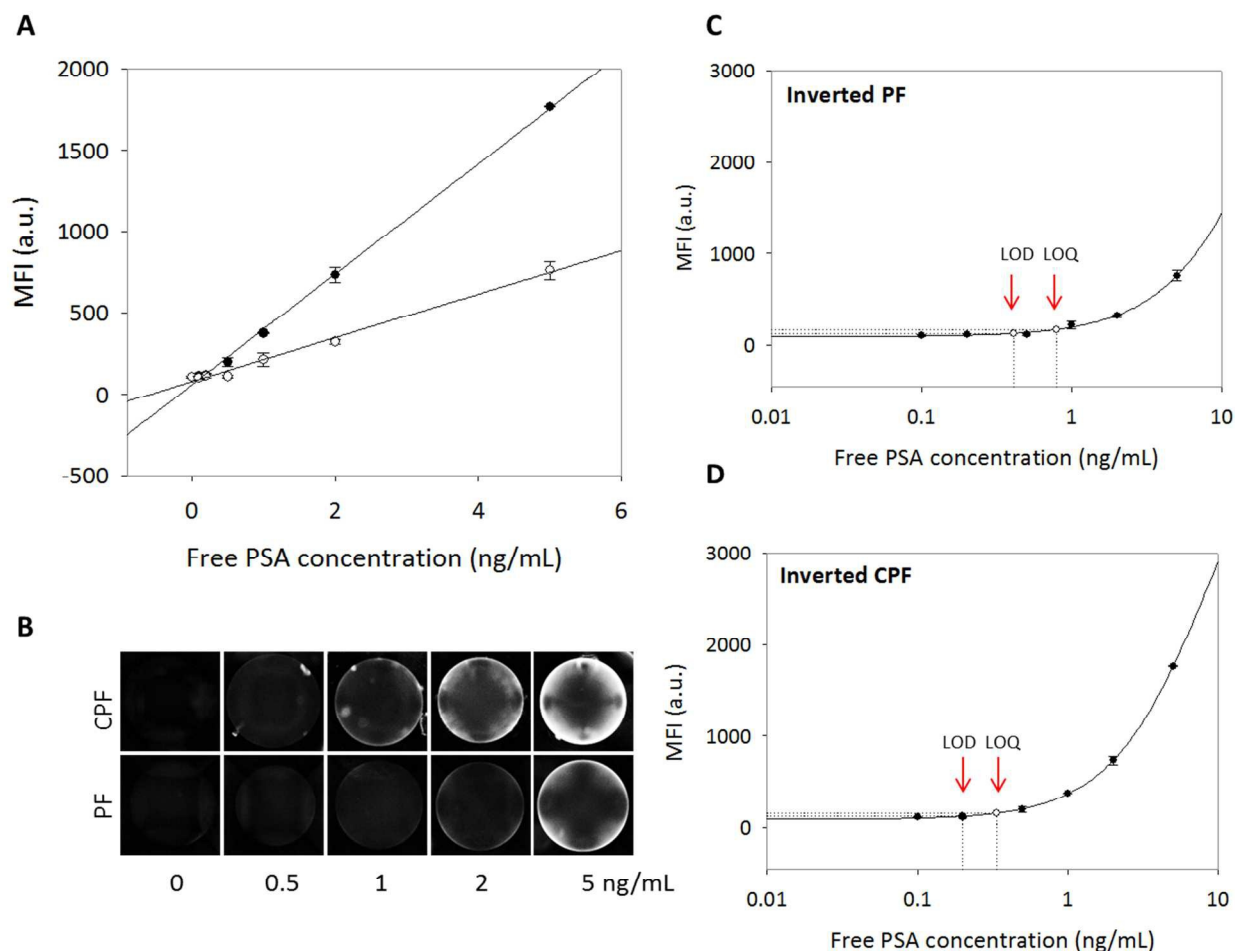 A
2000
1500
1000
500
0
-500
MFI (a.u.)
0
2
4
6
Free PSA concentration (ng/mL)
B
CPF
PF
0
0.5
1
2
5 ng/mL
C
Inverted PF
3000
2000
1000
0
MFI (a.u.)
LOD
LOQ
0.01
0.1
1
10
Free PSA concentration (ng/mL)
D
Inverted CPF
3000
2000
1000
0
MFI (a.u.)
LOD
LOQ
0.01
0.1
1
10
Free PSA concentration (ng/mL)